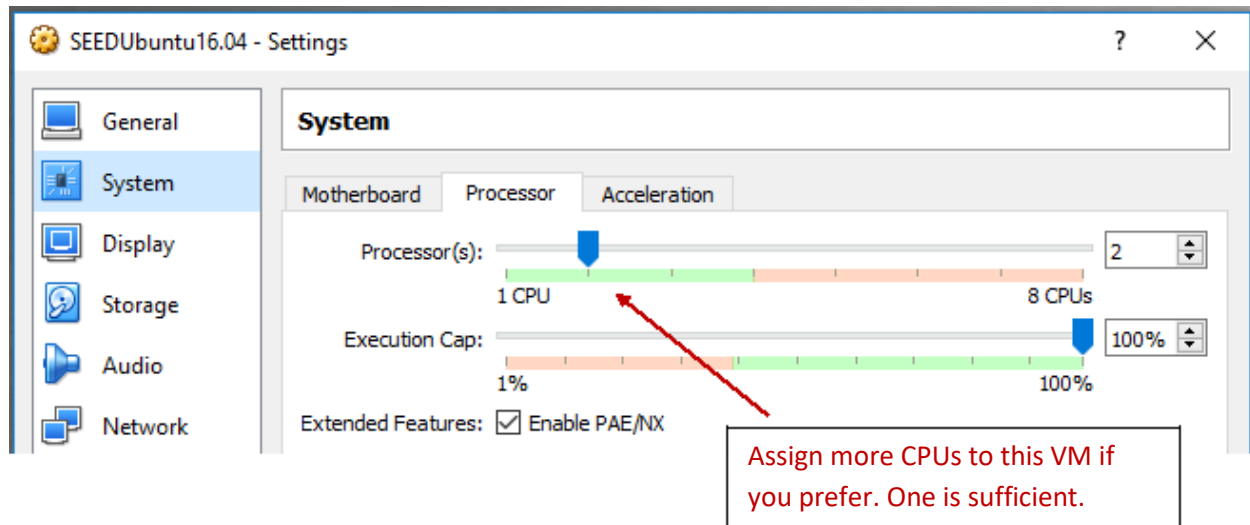 SEEDUbuntu16.04 - Settings
?
General
System
Display
Storage
Audio
Network
System
Motherboard Processor Acceleration
Processor(s): 2
1 CPU 8 CPUs
Execution Cap: 100%
1% 100%
Extended Features: Enable PAE/NX
Assign more CPUs to this VM if
you prefer. One is sufficient.